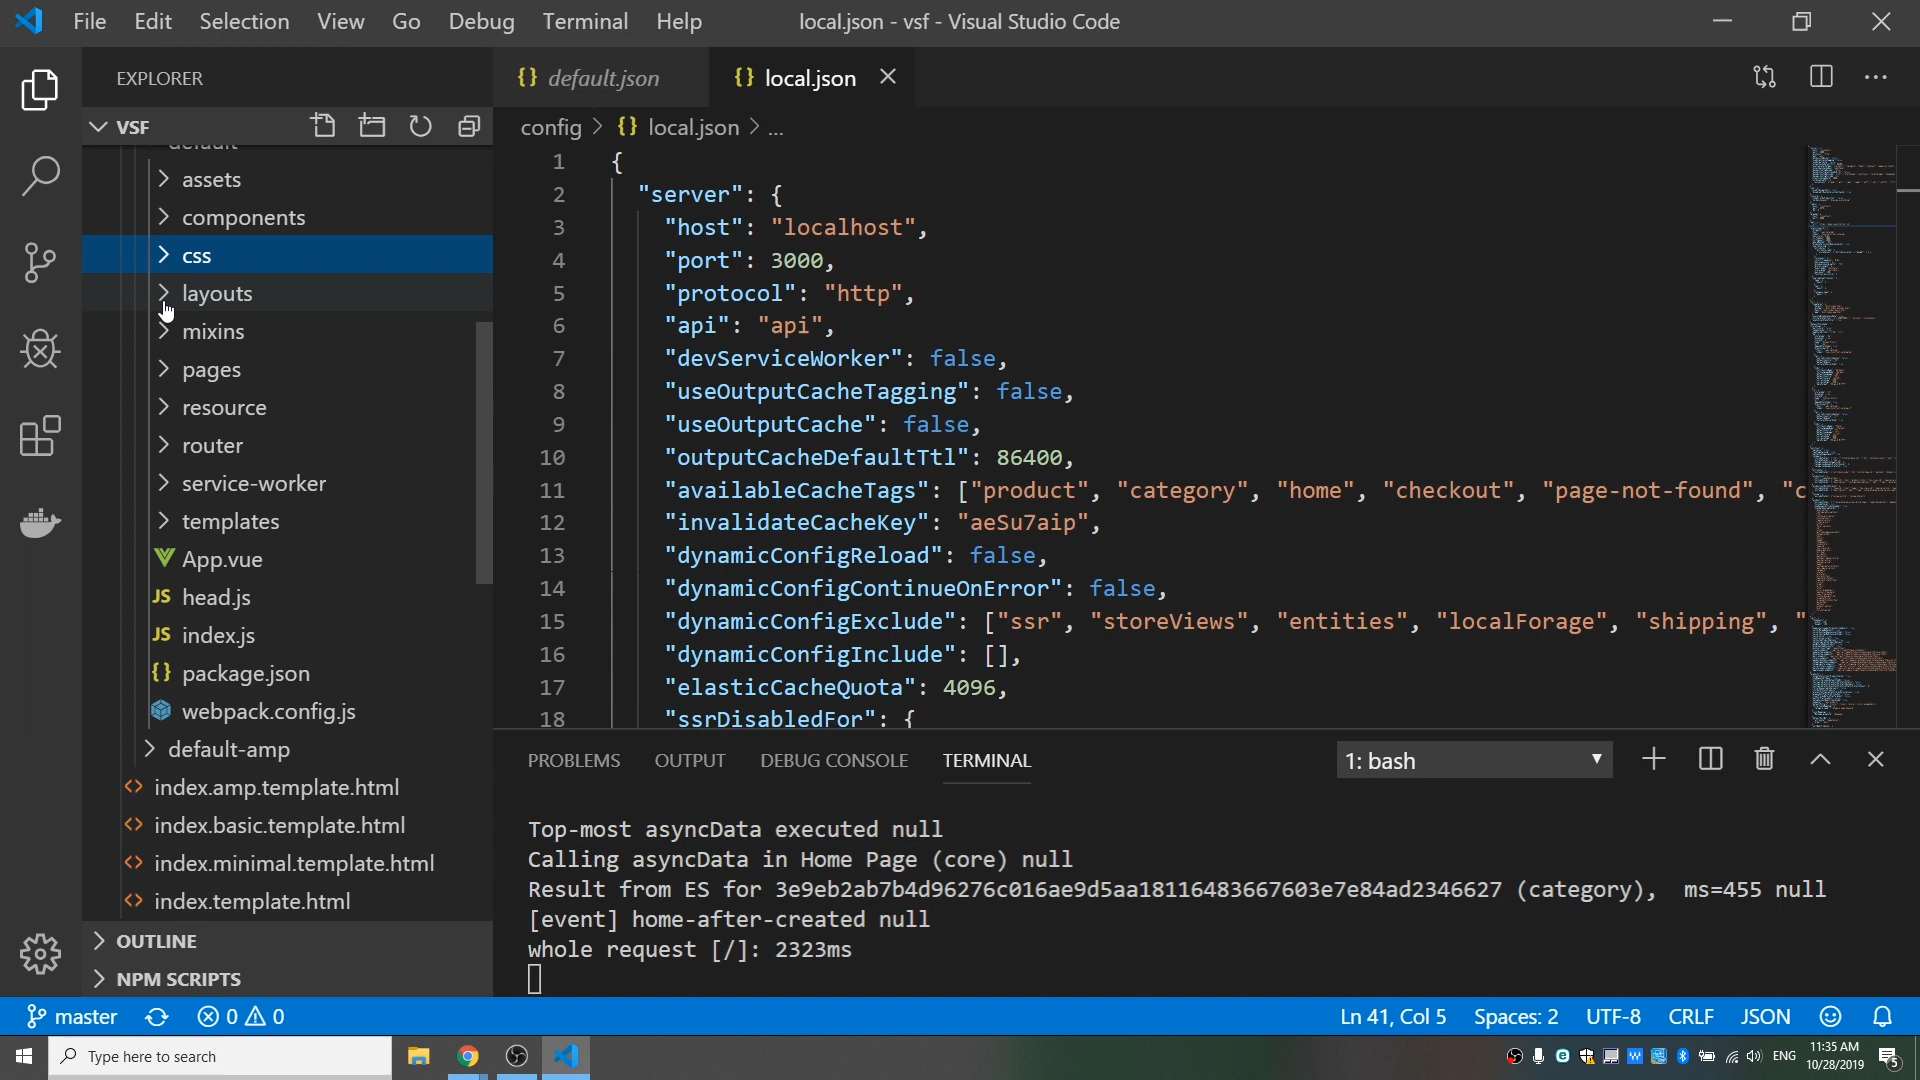 File Edit Selection View Go Debug Terminal Help local.json - vsf - Visual Studio Code
EXPLORER
VSF
default
assets
components
css
layouts
mixins
pages
resource
router
service-worker
templates
App.vue
JS head.js
JS index.js
{} package.json
webpack.config.js
default-amp
<> index.amp.template.html
<> index.basic.template.html
<> index.minimal.template.html
<> index.template.html
OUTLINE
NPM SCRIPTS
{} default.json
{} local.json
config > {} local.json > ...
1 {
2 "server": {
3 "host": "localhost",
4 "port": 3000,
5 "protocol": "http",
6 "api": "api",
7 "devServiceWorker": false,
8 "useOutputCacheTagging": false,
9 "useOutputCache": false,
10 "outputCacheDefaultTtl": 86400,
11 "availableCacheTags": ["product", "category", "home", "checkout", "page-not-found", "c
12 "invalidateCacheKey": "aeSu7aip",
13 "dynamicConfigReload": false,
14 "dynamicConfigContinueOnError": false,
15 "dynamicConfigExclude": ["ssr", "storeViews", "entities", "localForage", "shipping", "
16 "dynamicConfigInclude": [],
17 "elasticCacheQuota": 4096,
18 "ssrDisabledFor": {
PROBLEMS OUTPUT DEBUG CONSOLE TERMINAL 1: bash
Top-most asyncData executed null
Calling asyncData in Home Page (core) null
Result from ES for 3e9eb2ab7b4d96276c016ae9d5aa18116483667603e7e84ad2346627 (category), ms=455 null
[event] home-after-created null
whole request [/]: 2323ms
master 0 0 Ln 41, Col 5 Spaces: 2 UTF-8 CRLF JSON
Type here to search
ENG
11:35 AM
10/28/2019
5